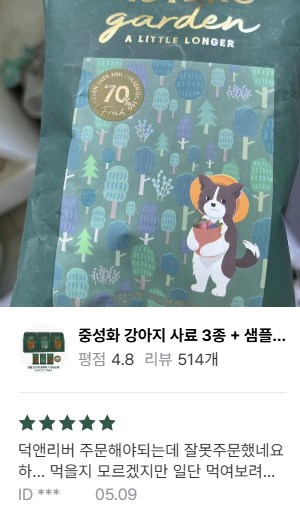 garden
A LITTLE LONGER
70%
Fresh
중성화 강아지 사료 3종 + 샘플...
평점 4.8 리뷰 514개
★★★★★
덕앤리버 주문해야되는데 잘못주문했네요
하... 먹을지 모르겠지만 일단 먹여보려...
ID *** 05.09